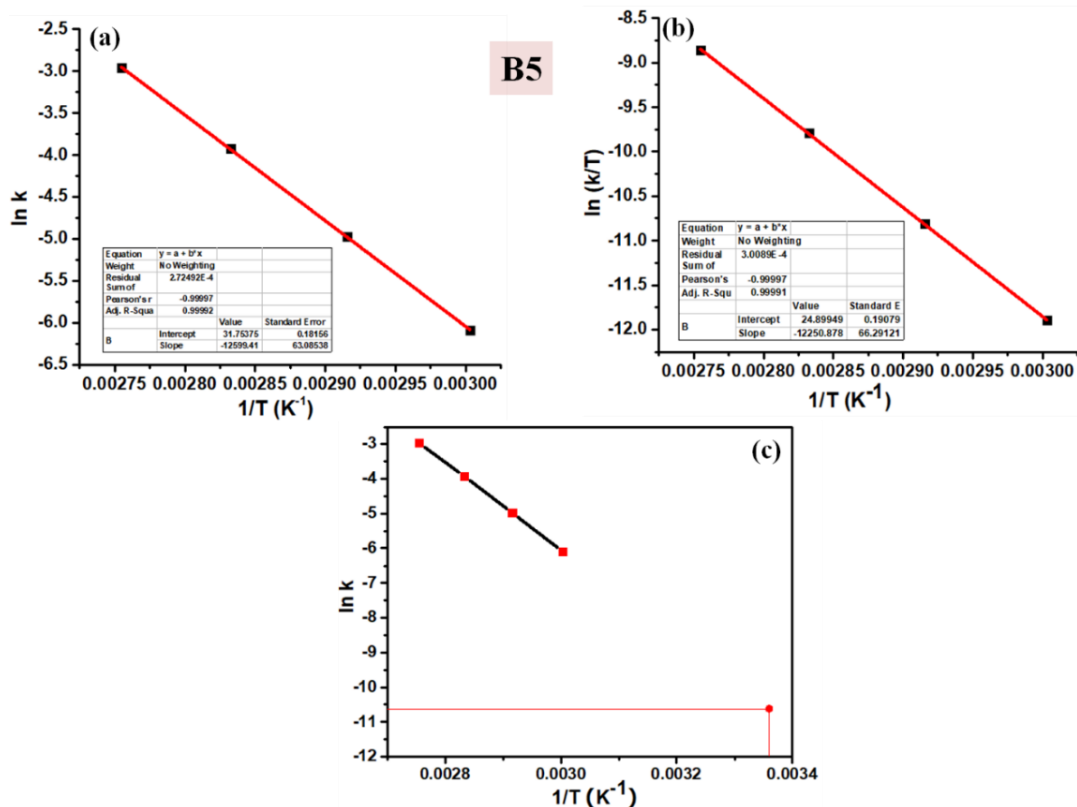 (a)
-2.5
-3.0
-3.5
-4.0
-4.5
-5.0
-5.5
-6.0
-6.5
ln k
Equation y = a + b*x
Weight No Weighting
Residual Sum of 2.72492E-4
Pearson's r -0.99997
Adj. R-Squa 0.99992
Value Standard Error
B Intercept 31.75375 0.18156
Slope -12599.41 63.08538
0.00275 0.00280 0.00285 0.00290 0.00295 0.00300
1/T (K⁻¹)
B5
(b)
-8.5
-9.0
-9.5
-10.0
-10.5
-11.0
-11.5
-12.0
ln (k/T)
Equation y = a + b*x
Weight No Weighting
Residual Sum of 3.0089E-4
Pearson's -0.99997
Adj. R-Squ 0.99991
Value Standard E
B Intercept 24.89949 0.19079
Slope -12250.878 66.29121
0.00275 0.00280 0.00285 0.00290 0.00295 0.00300
1/T (K⁻¹)
(c)
-3
-4
-5
-6
-7
-8
-9
-10
-11
-12
ln k
0.0028 0.0030 0.0032 0.0034
1/T (K⁻¹)